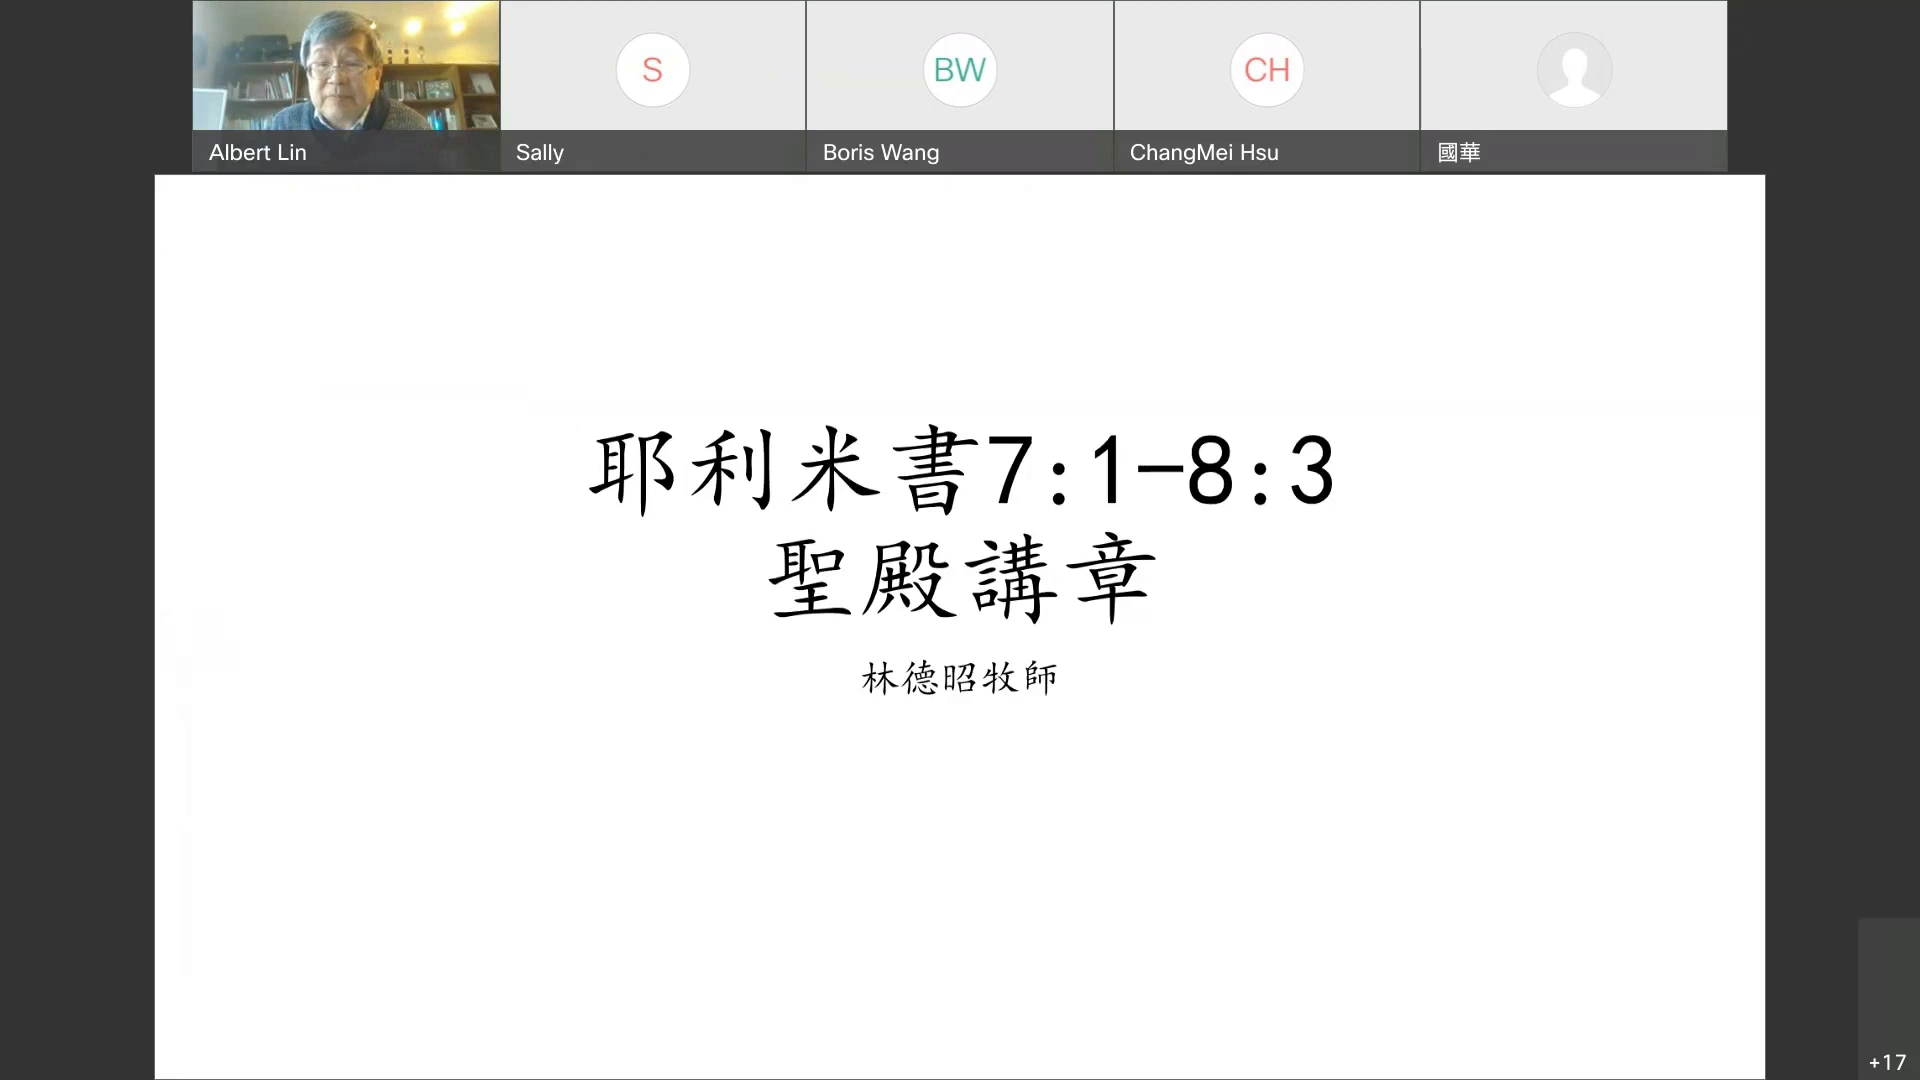 S
BW
CH
Albert Lin
Sally
Boris Wang
ChangMei Hsu
國華
耶利米書7:1-8:3
聖殿講章
林德昭牧師
+17